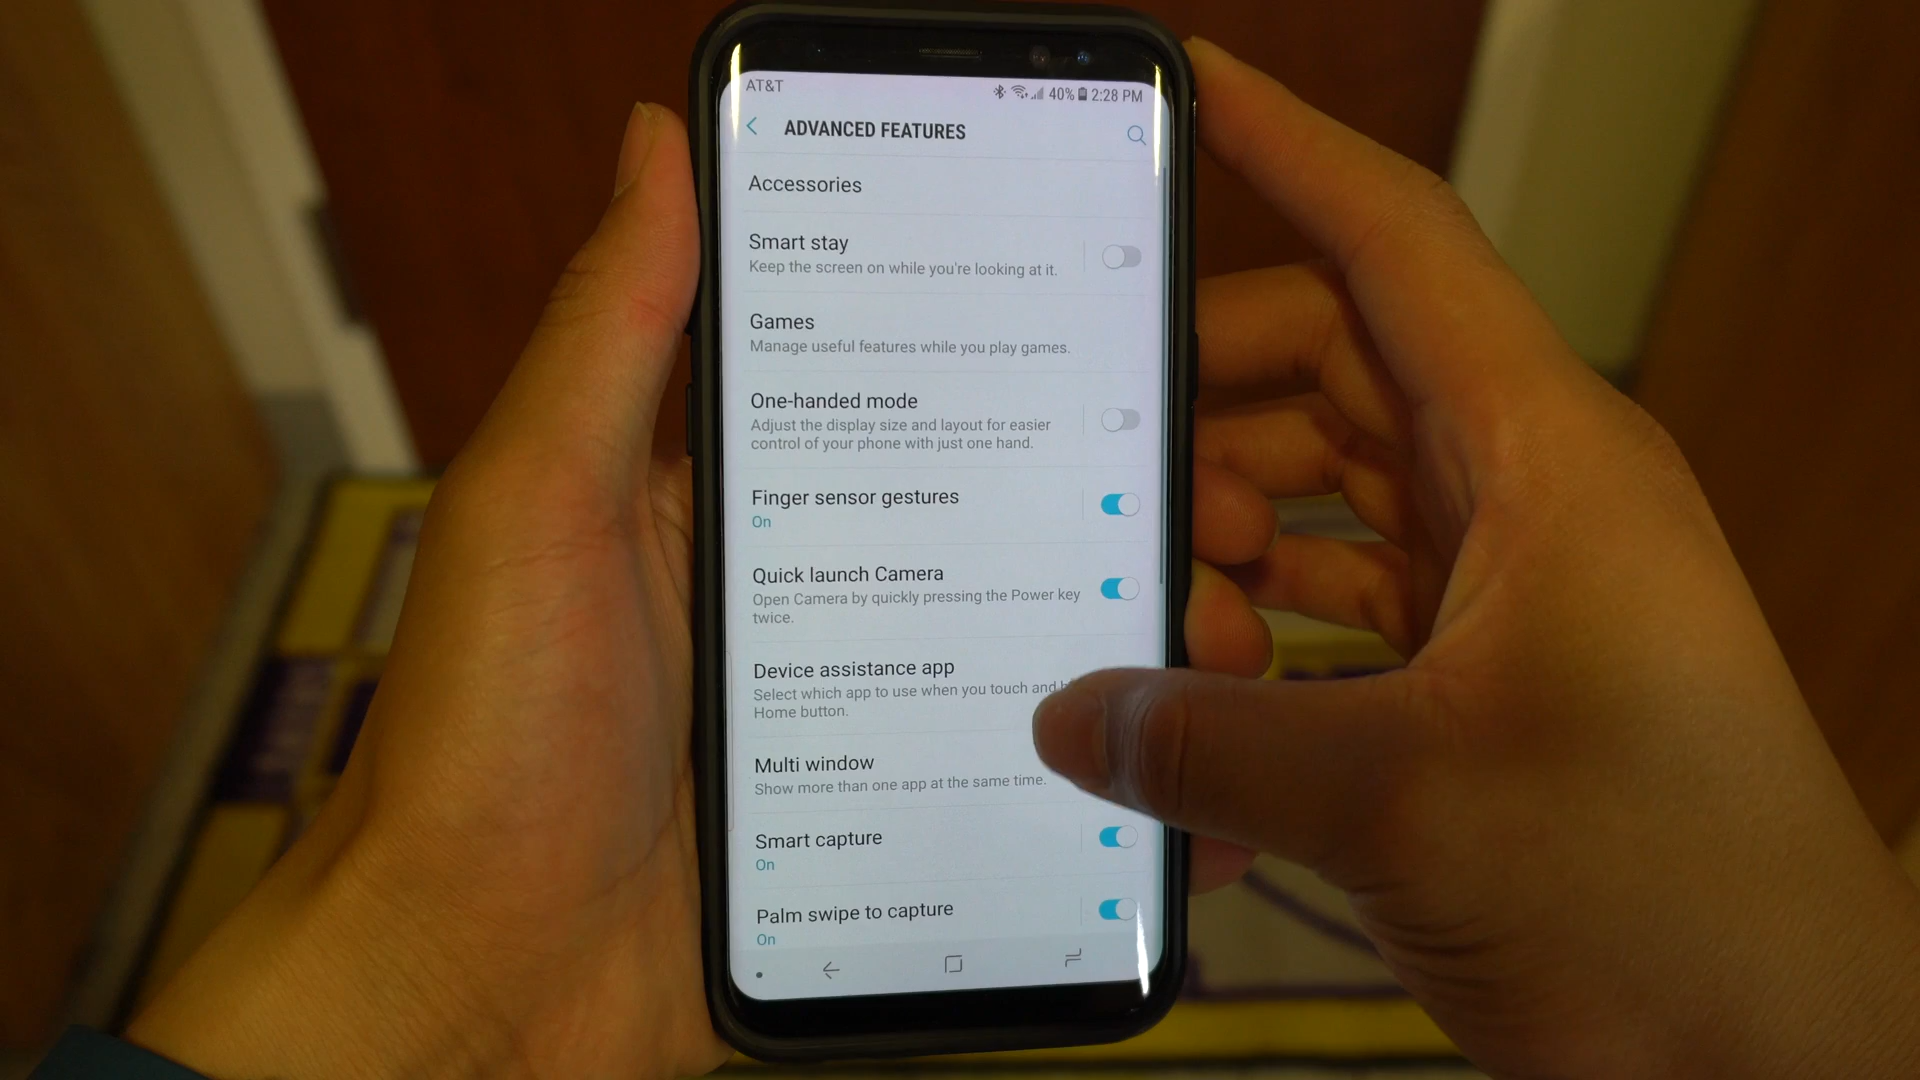 AT&T
40% 2:28 PM
ADVANCED FEATURES
Accessories
Smart stay
Keep the screen on while you're looking at it.
Games
Manage useful features while you play games.
One-handed mode
Adjust the display size and layout for easier
control of your phone with just one hand.
Finger sensor gestures
On
Quick launch Camera
Open Camera by quickly pressing the Power key
twice.
Device assistance app
Select which app to use when you touch and
Home button.
Multi window
Show more than one app at the same time.
Smart capture
On
Palm swipe to capture
On